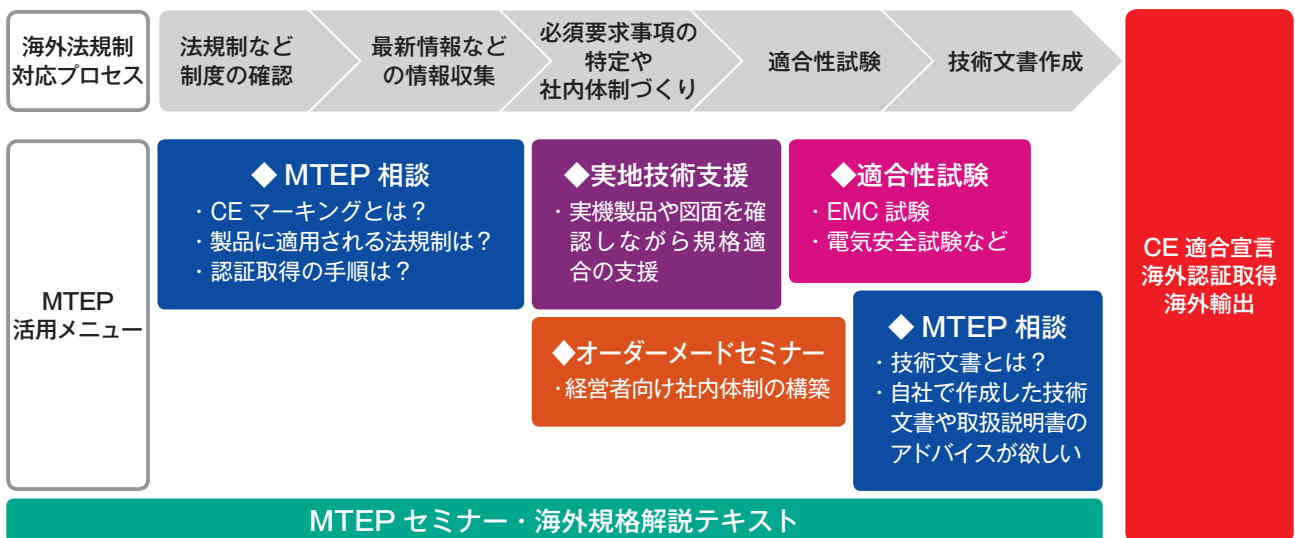 海外法規制
対応プロセス
法規制など
制度の確認
最新情報など
の情報収集
必須要求事項の
特定や
社内体制づくり
適合性試験
技術文書作成
CE 適合宣言
海外認証取得
海外輸出
MTEP
活用メニュー
◆ MTEP 相談
・CE マーキングとは？
・製品に適用される法規制は？
・認証取得の手順は？
◆実地技術支援
・実機製品や図面を確
認しながら規格適
合の支援
◆適合性試験
・EMC 試験
・電気安全試験など
◆オーダーメードセミナー
・経営者向け社内体制の構築
◆ MTEP 相談
・技術文書とは？
・自社で作成した技術
文書や取扱説明書の
アドバイスが欲しい
MTEP セミナー・海外規格解説テキスト